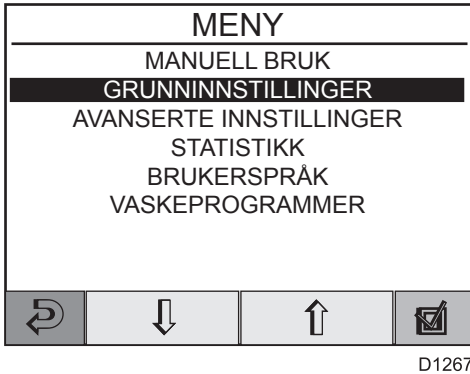 MENY
MANUELL BRUK
GRUNNINNSTILLINGER
AVANSERTE INNSTILLINGER
STATISTIKK
BRUKERSPRÅK
VASKEPROGRAMMER
D1267